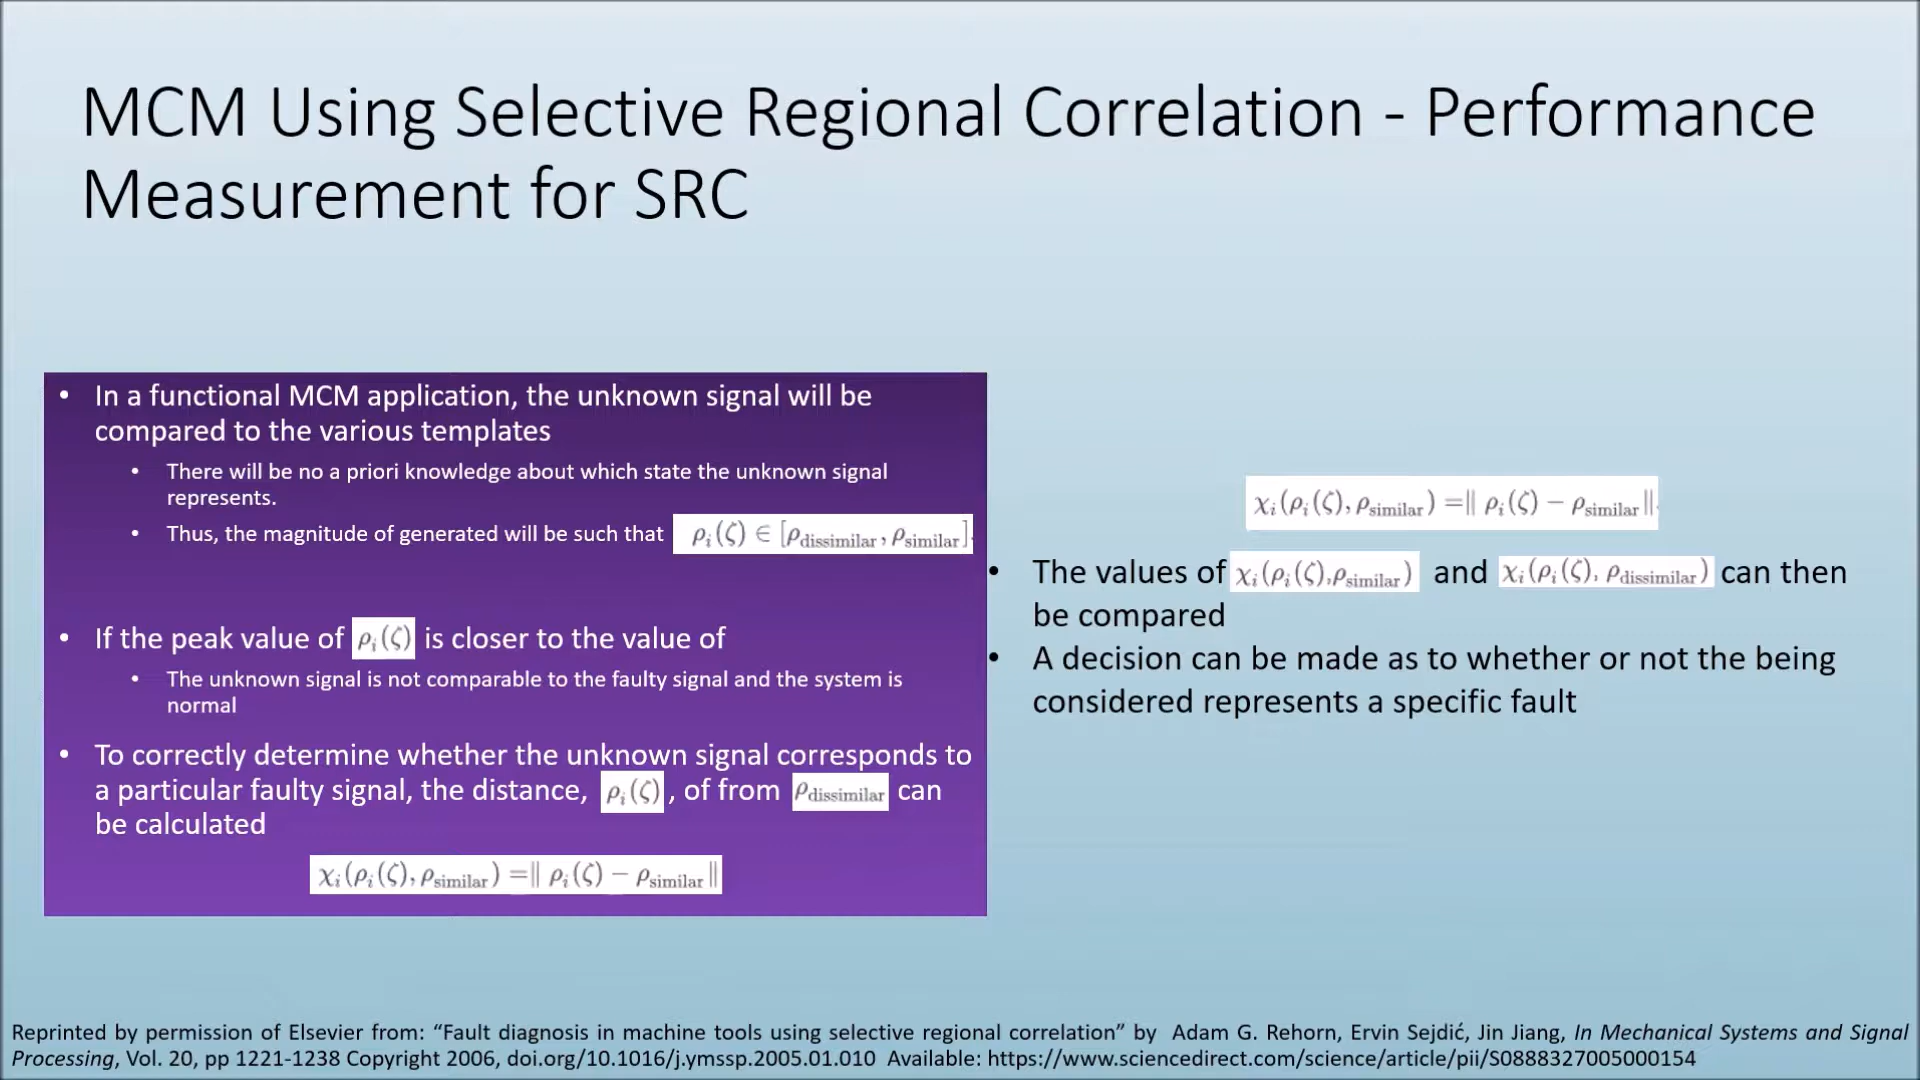 MCM Using Selective Regional Correlation - Performance
Measurement for SRC
• In a functional MCM application, the unknown signal will be
compared to the various templates
• There will be no a priori knowledge about which state the unknown signal
represents.
• Thus, the magnitude of generated will be such that ρᵢ(ζ) ∈ [ρdissimilar, ρsimilar].
• If the peak value of ρᵢ(ζ) is closer to the value of
• The unknown signal is not comparable to the faulty signal and the system is
normal
• To correctly determine whether the unknown signal corresponds to
a particular faulty signal, the distance, ρᵢ(ζ), of from ρdissimilar can
be calculated
χᵢ(ρᵢ(ζ), ρsimilar) =‖ ρᵢ(ζ) − ρsimilar ‖
χᵢ(ρᵢ(ζ), ρsimilar) =‖ ρᵢ(ζ) − ρsimilar ‖.
• The values of χᵢ(ρᵢ(ζ),ρsimilar) and χᵢ(ρᵢ(ζ), ρdissimilar) can then
be compared
• A decision can be made as to whether or not the being
considered represents a specific fault
Reprinted by permission of Elsevier from: “Fault diagnosis in machine tools using selective regional correlation” by Adam G. Rehorn, Ervin Sejdić, Jin Jiang, In Mechanical Systems and Signal
Processing, Vol. 20, pp 1221-1238 Copyright 2006, doi.org/10.1016/j.ymssp.2005.01.010 Available: https://www.sciencedirect.com/science/article/pii/S0888327005000154